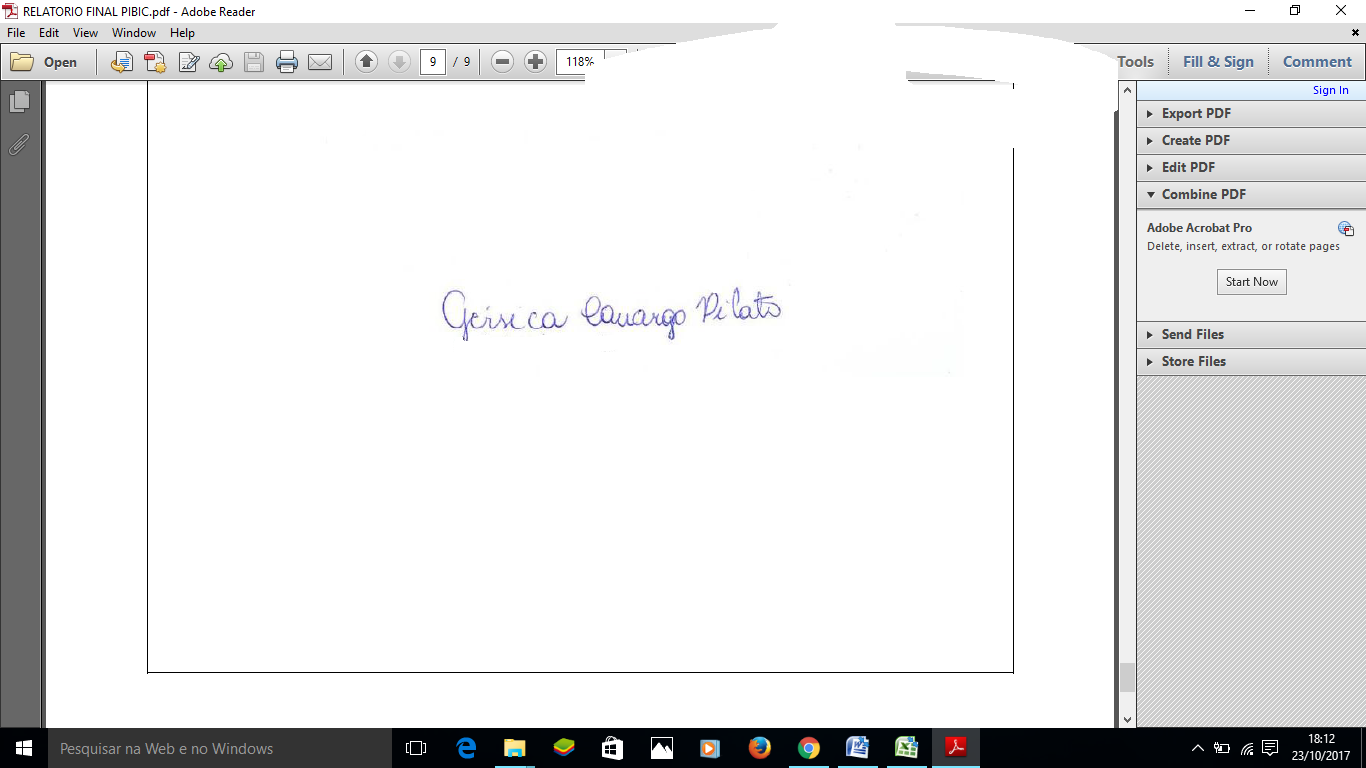 RELATORIO FINAL PIBIC.pdf - Adobe Reader
File Edit View Window Help
Open 9 / 9 118% Tools Fill & Sign Comment
Sign In
Export PDF
Create PDF
Edit PDF
Combine PDF
Adobe Acrobat Pro
Delete, insert, extract, or rotate pages
Start Now
Send Files
Store Files
Geisica Camargo Pilato
Pesquisar na Web e no Windows
18:12
23/10/2017